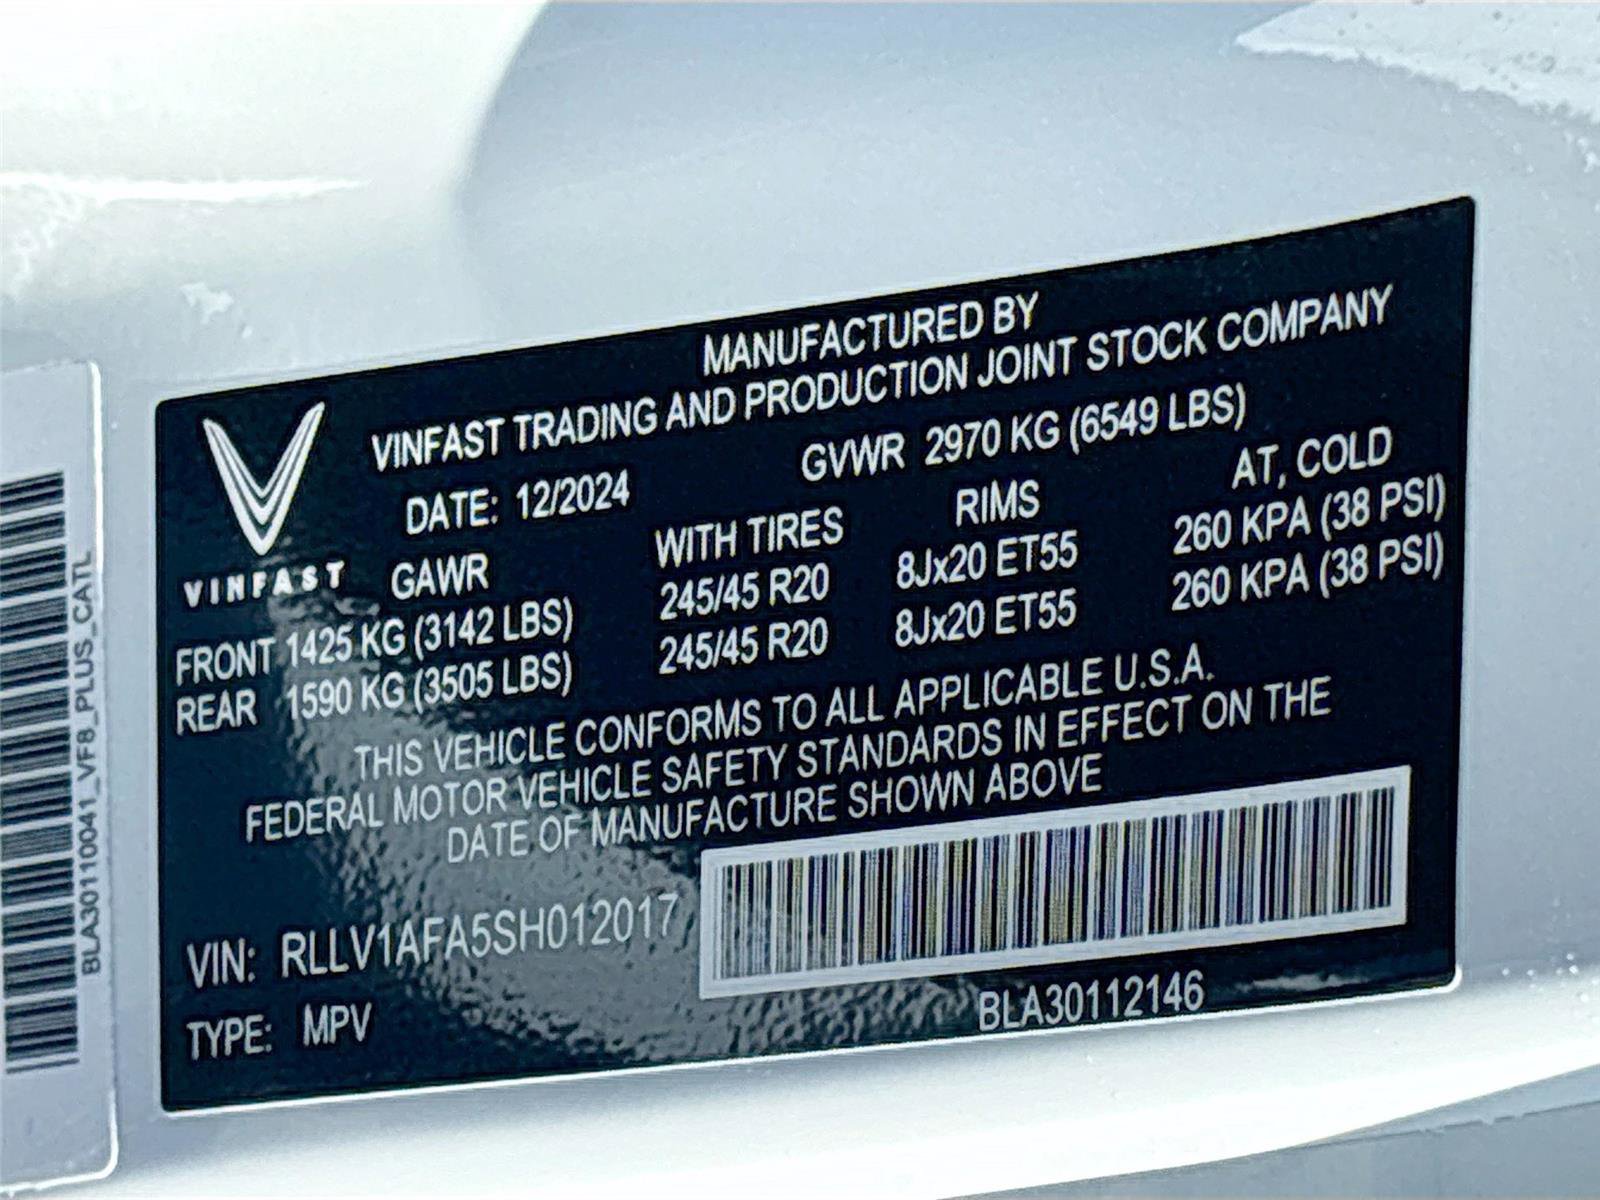 MANUFACTURED BY
VINFAST TRADING AND PRODUCTION JOINT STOCK COMPANY
DATE: 12/2024 GVWR 2970 KG (6549 LBS)
VINFAST
GAWR WITH TIRES RIMS AT, COLD
FRONT 1425 KG (3142 LBS) 245/45 R20 8Jx20 ET55 260 KPA (38 PSI)
REAR 1590 KG (3505 LBS) 245/45 R20 8Jx20 ET55 260 KPA (38 PSI)
THIS VEHICLE CONFORMS TO ALL APPLICABLE U.S.A.
FEDERAL MOTOR VEHICLE SAFETY STANDARDS IN EFFECT ON THE
DATE OF MANUFACTURE SHOWN ABOVE
VIN: RLLV1AFA5SH012017
TYPE: MPV
BLA30112146
BLA30110041_VF8_PLUS_CATL